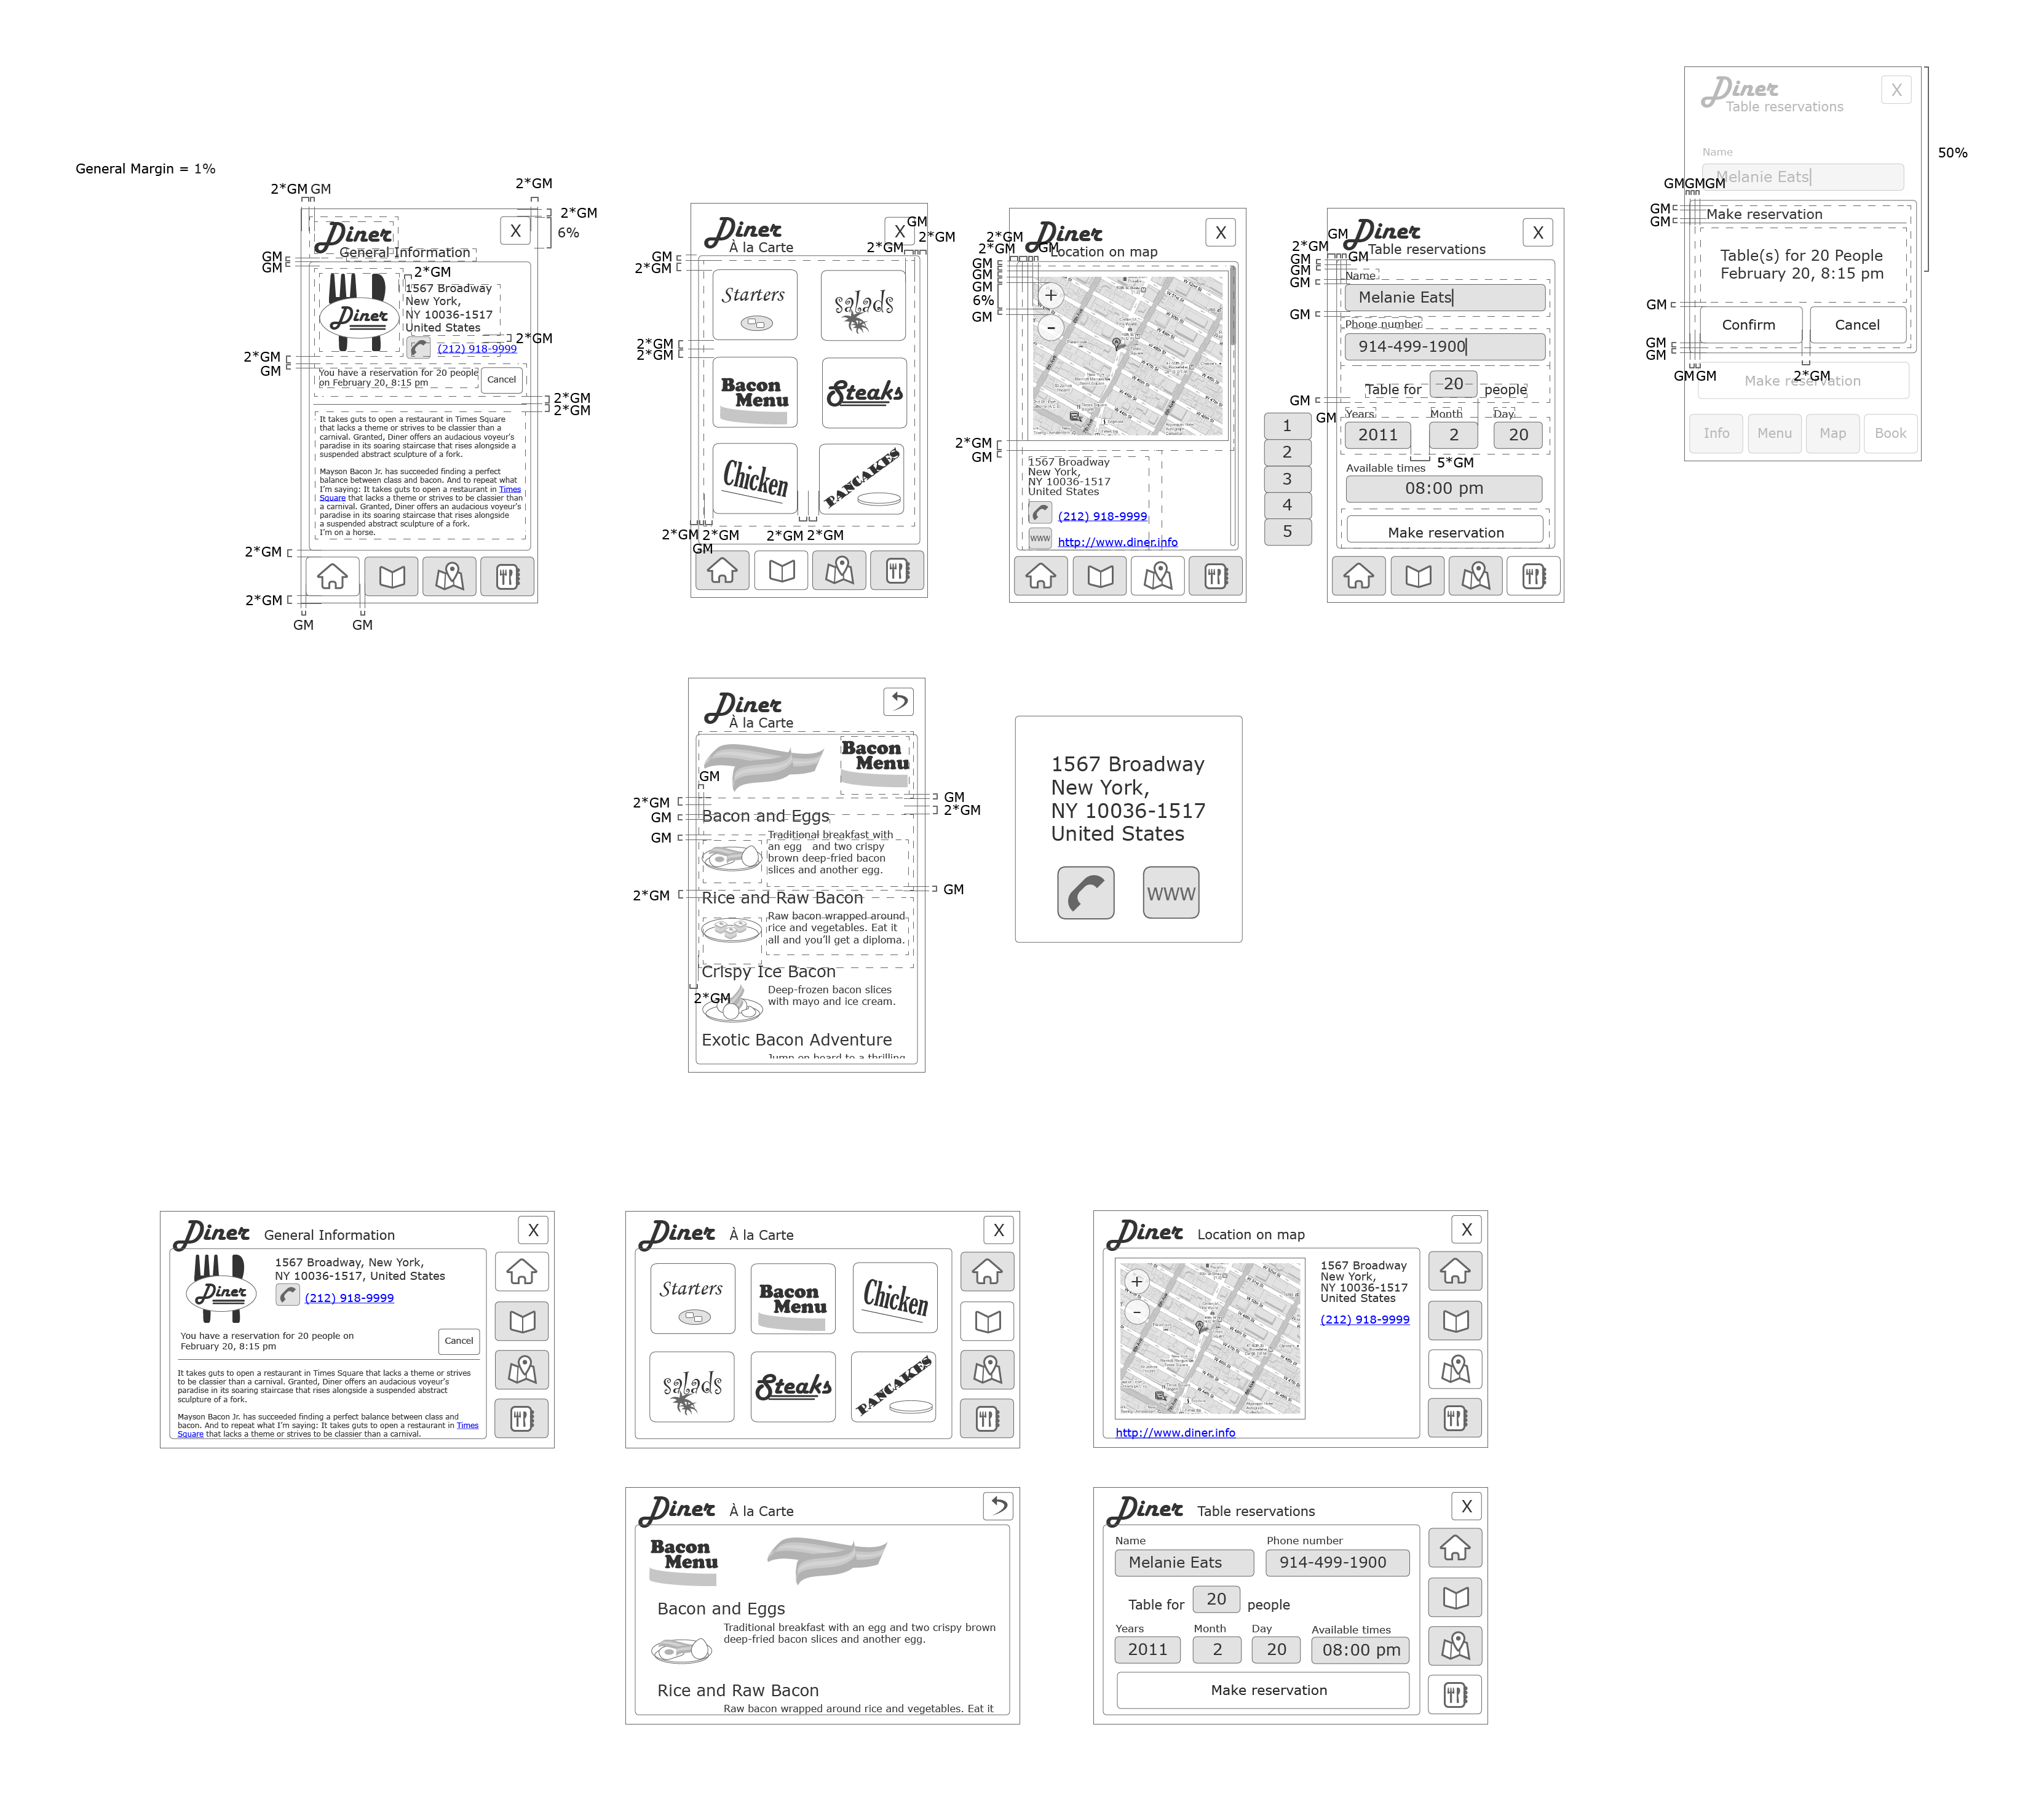 General Margin = 1%
2*GM GM
2*GM
2*GM
6%
Diner
X
General Information
GM
GM
2*GM
Diner
1567 Broadway
New York,
NY 10036-1517
United States
2*GM
(212) 918-9999
2*GM
GM
You have a reservation for 20 people
on February 20, 8:15 pm
Cancel
2*GM
2*GM
It takes guts to open a restaurant in Times Square
that lacks a theme or strives to be classier than a
carnival. Granted, Diner offers an audacious voyeur's
paradise in its soaring staircase that rises alongside a
suspended abstract sculpture of a fork.
Mayson Bacon Jr. has succeeded finding a perfect
balance between class and bacon. And to repeat what
I'm saying: It takes guts to open a restaurant in Times
Square that lacks a theme or strives to be classier than
a carnival. Granted, Diner offers an audacious voyeur's
paradise in its soaring staircase that rises alongside
a suspended abstract sculpture of a fork.
I'm on a horse.
2*GM
2*GM
GM
GM
Diner
À la Carte
X
GM
2*GM
2*GM
GM
2*GM
Starters
salads
2*GM
2*GM
Bacon
Menu
Steaks
Chicken
PANCAKES
2*GM 2*GM
GM
2*GM 2*GM
Diner
Location on map
X
2*GM
2*GM
GM
GM
GM
GM
6%
GM
+
-
2*GM
GM
1567 Broadway
New York,
NY 10036-1517
United States
(212) 918-9999
WWW
http://www.diner.info
1
2
3
4
5
Diner
Table reservations
X
GM
2*GM
GM
GM
GM
GM
Name
Melanie Eats
GM
Phone number
914-499-1900
Table for
20
people
GM
GM
Years
Month
Day
2011
2
20
5*GM
Available times
08:00 pm
Make reservation
Diner
Table reservations
X
50%
Name
Melanie Eats
GMGMGM
GM
GM
Make reservation
Table(s) for 20 People
February 20, 8:15 pm
GM
Confirm
Cancel
GM
GM
GMGM
2*GM
Make reservation
Info
Menu
Map
Book
Diner
À la Carte
Bacon
Menu
GM
2*GM
GM
GM
2*GM
Bacon and Eggs
GM
Traditional breakfast with
an egg and two crispy
brown deep-fried bacon
slices and another egg.
2*GM
GM
Rice and Raw Bacon
Raw bacon wrapped around
rice and vegetables. Eat it
all and you'll get a diploma.
Crispy Ice Bacon
2*GM
Deep-frozen bacon slices
with mayo and ice cream.
Exotic Bacon Adventure
Jump on board to a thrilling
1567 Broadway
New York,
NY 10036-1517
United States
WWW
Diner
General Information
X
Diner
1567 Broadway, New York,
NY 10036-1517, United States
(212) 918-9999
You have a reservation for 20 people on
February 20, 8:15 pm
Cancel
It takes guts to open a restaurant in Times Square that lacks a theme or strives
to be classier than a carnival. Granted, Diner offers an audacious voyeur's
paradise in its soaring staircase that rises alongside a suspended abstract
sculpture of a fork.
Mayson Bacon Jr. has succeeded finding a perfect balance between class and
bacon. And to repeat what I'm saying: It takes guts to open a restaurant in Times
Square that lacks a theme or strives to be classier than a carnival.
Diner
À la Carte
X
Starters
Bacon
Menu
Chicken
salads
Steaks
PANCAKES
Diner
Location on map
X
+
-
1567 Broadway
New York,
NY 10036-1517
United States
(212) 918-9999
http://www.diner.info
Diner
À la Carte
Bacon
Menu
Bacon and Eggs
Traditional breakfast with an egg and two crispy brown
deep-fried bacon slices and another egg.
Rice and Raw Bacon
Raw bacon wrapped around rice and vegetables. Eat it
Diner
Table reservations
X
Name
Phone number
Melanie Eats
914-499-1900
Table for
20
people
Years
Month
Day
Available times
2011
2
20
08:00 pm
Make reservation